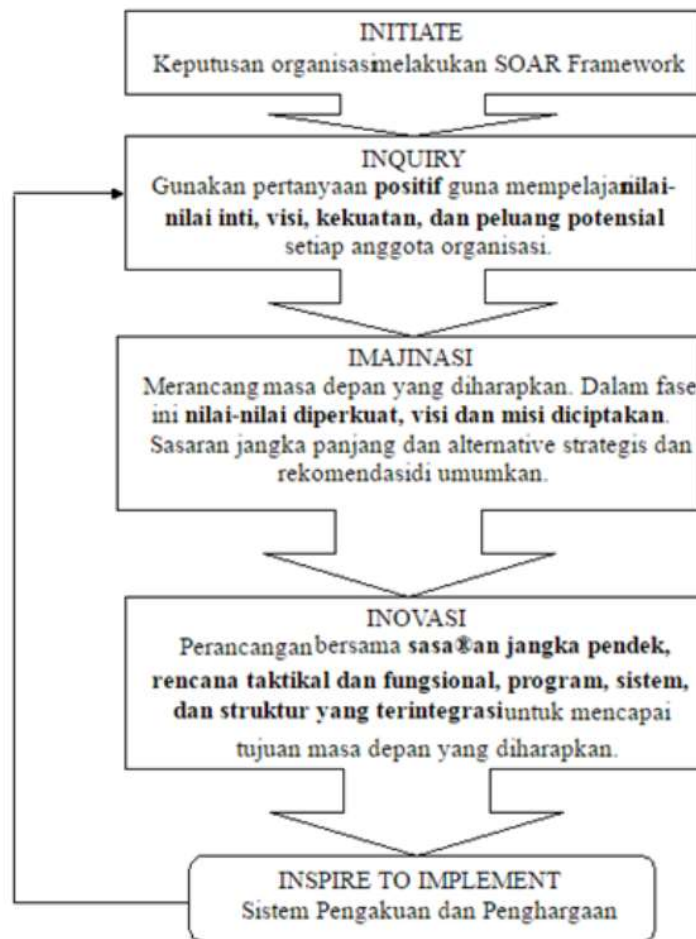 INITIATE
Keputusan organisasimelakukan SOAR Framework
INQUIRY
Gunakan pertanyaan positif guna mempelajarinilai-
nilai inti, visi, kekuatan, dan peluang potensial
setiap anggota organisasi.
IMAJINASI
Merancang masa depan yang diharapkan. Dalam fase
ini nilai-nilai diperkuat, visi dan misi diciptakan.
Sasaran jangka panjang dan alternative strategis dan
rekomendasidi umumkan.
INOVASI
Perancangan bersama sasa®an jangka pendek,
rencana taktikal dan fungsional, program, sistem,
dan struktur yang terintegrasiuntuk mencapai
tujuan masa depan yang diharapkan.
INSPIRE TO IMPLEMENT
Sistem Pengakuan dan Penghargaan